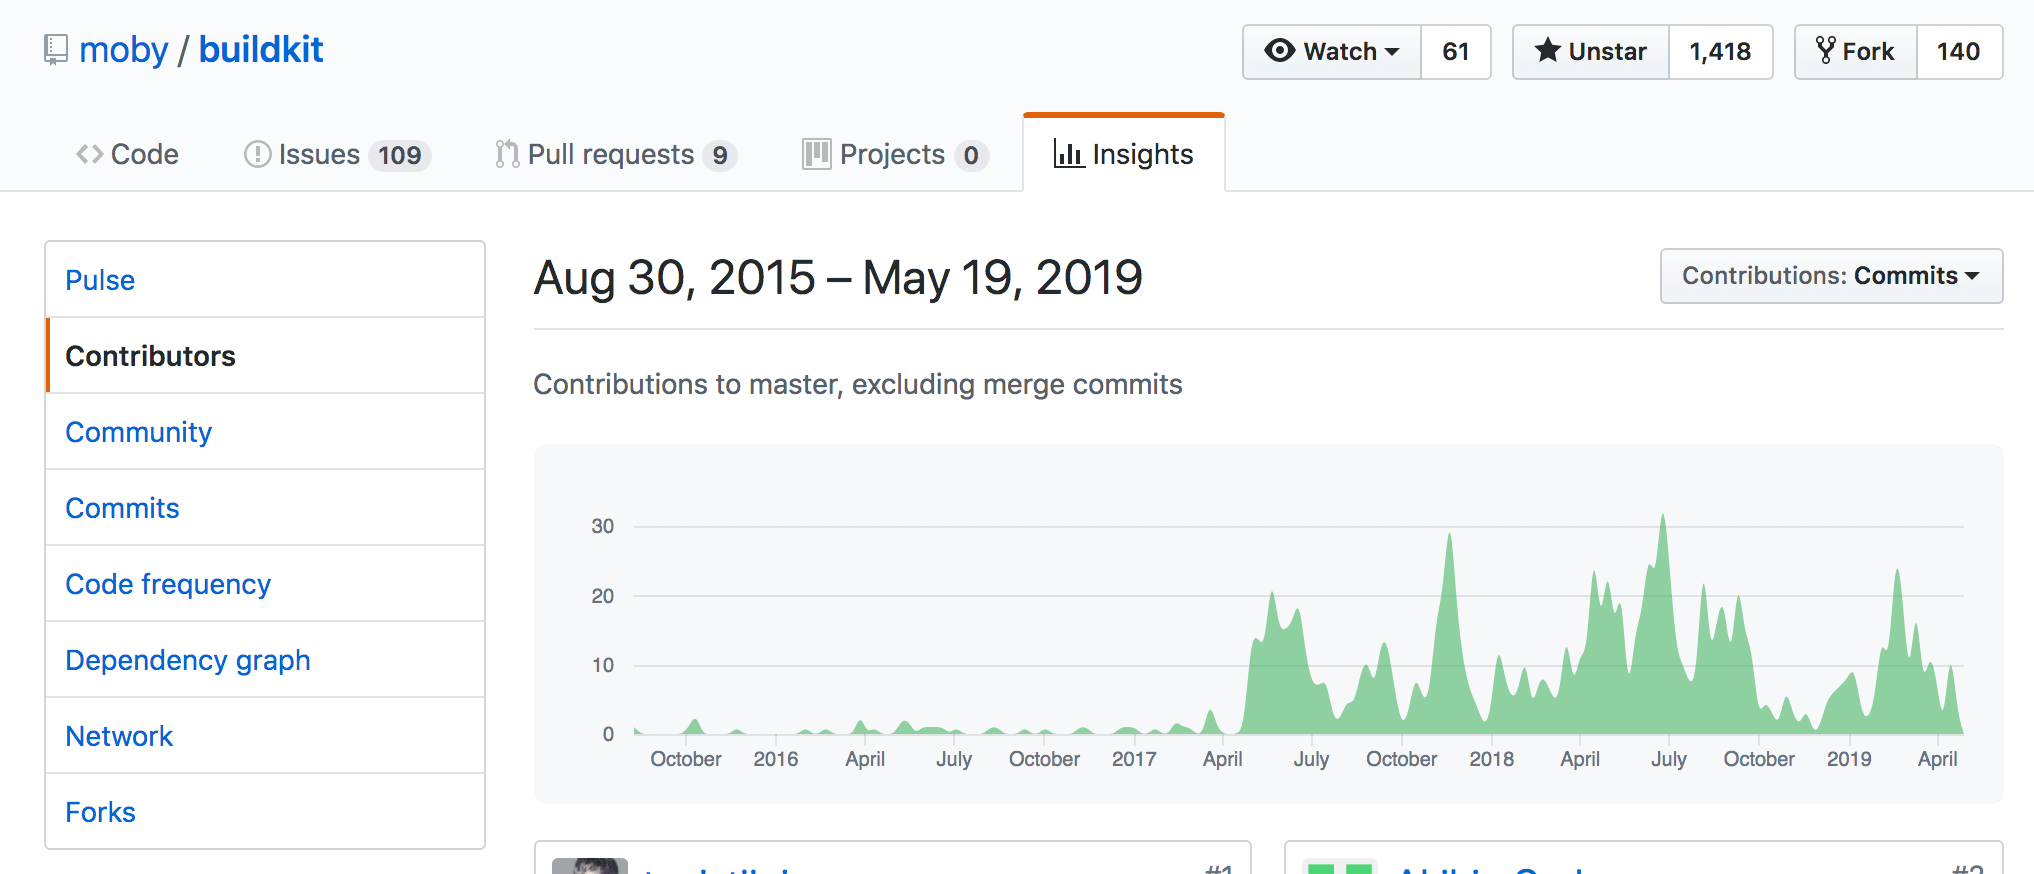 moby / buildkit
Watch 61 Unstar 1,418 Fork 140
Code Issues 109 Pull requests 9 Projects 0 Insights
Pulse
Contributors
Community
Commits
Code frequency
Dependency graph
Network
Forks
Aug 30, 2015 – May 19, 2019
Contributions: Commits
Contributions to master, excluding merge commits
30
20
10
0
October 2016 April July October 2017 April July October 2018 April July October 2019 April
#1
#2